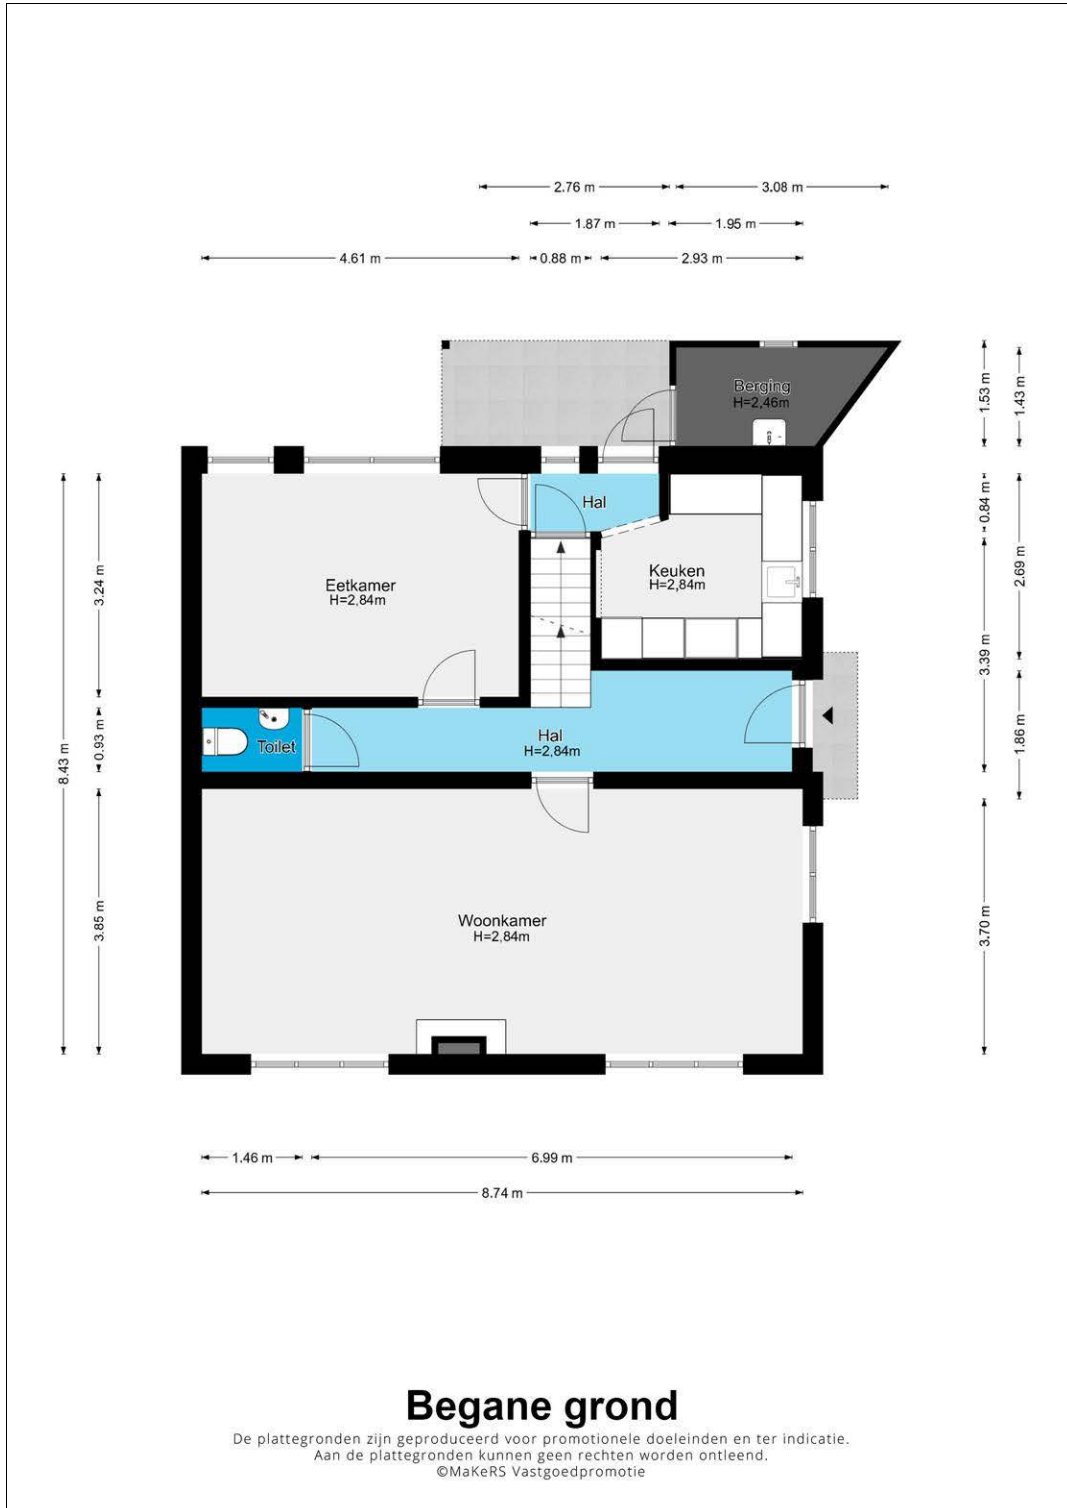 2.76 m
3.08 m
1.87 m
1.95 m
4.61 m
0.88 m
2.93 m
1.53 m
1.43 m
Berging
H=2,46m
Hal
0.84 m
2.69 m
Keuken
H=2,84m
Eetkamer
H=2,84m
3.24 m
3.39 m
8.43 m
0.93 m
Toilet
Hal
H=2,84m
1.86 m
3.85 m
Woonkamer
H=2,84m
3.70 m
1.46 m
6.99 m
8.74 m
Begane grond
De plattegronden zijn geproduceerd voor promotionele doeleinden en ter indicatie.
Aan de plattegronden kunnen geen rechten worden ontleend.
©MaKeRS Vastgoedpromotie